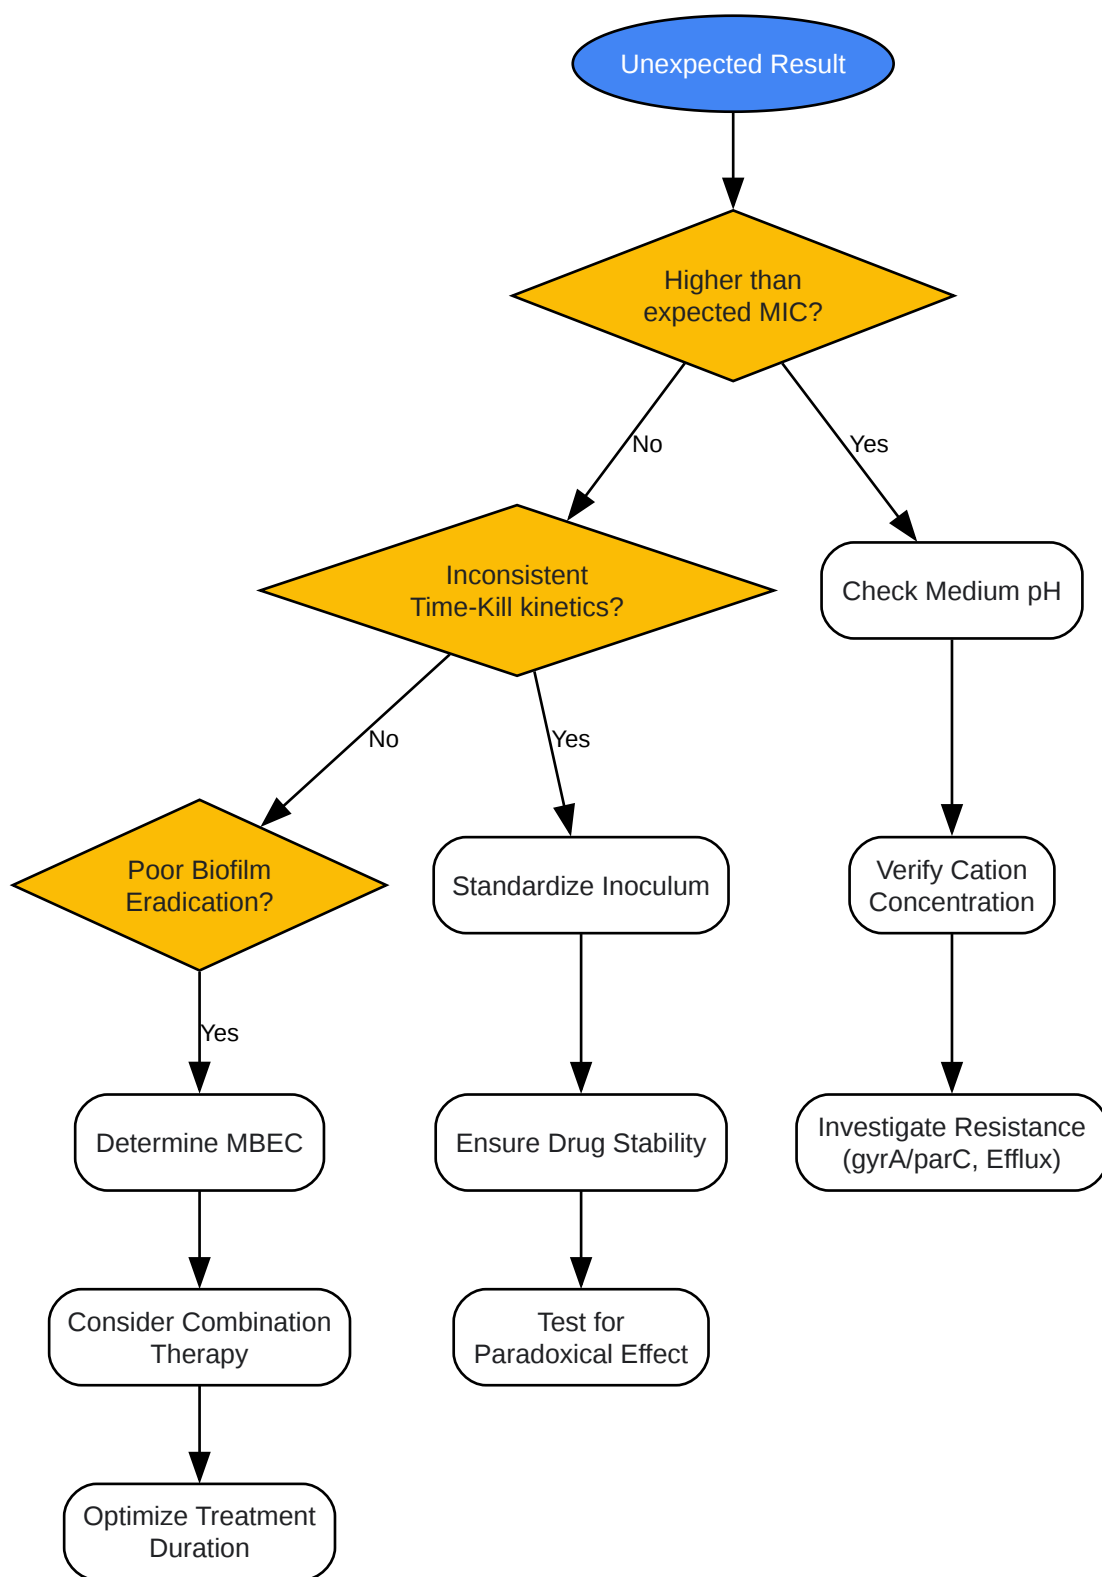 Unexpected Result
Higher than
expected MIC?
No
Yes
Inconsistent
Time-Kill kinetics?
Check Medium pH
No
Yes
Poor Biofilm
Eradication?
Standardize Inoculum
Verify Cation
Concentration
Yes
Determine MBEC
Ensure Drug Stability
Investigate Resistance
(gyrA/parC, Efflux)
Consider Combination
Therapy
Test for
Paradoxical Effect
Optimize Treatment
Duration